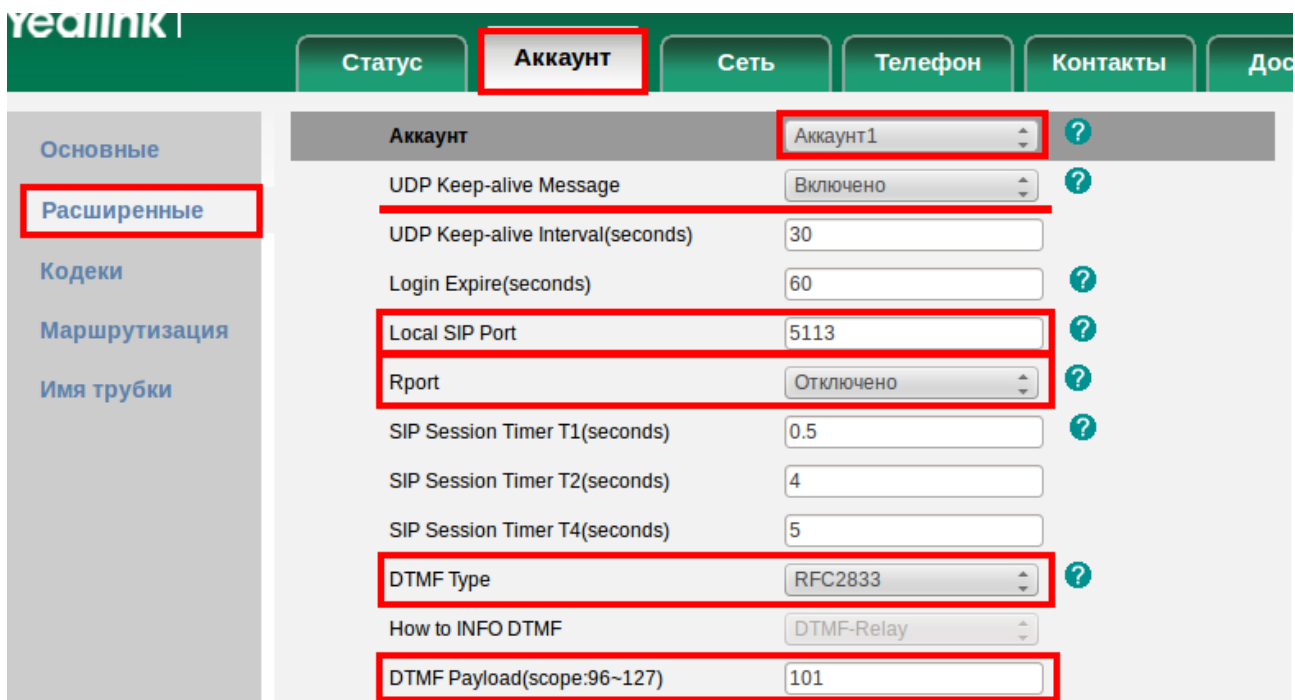 Yealink
Статус Аккаунт Сеть Телефон Контакты Дос
Основные
Расширенные
Кодеки
Маршрутизация
Имя трубки
Аккаунт Аккаунт1 ?
UDP Keep-alive Message Включено ?
UDP Keep-alive Interval(seconds) 30
Login Expire(seconds) 60 ?
Local SIP Port 5113 ?
Rport Отключено ?
SIP Session Timer T1(seconds) 0.5 ?
SIP Session Timer T2(seconds) 4
SIP Session Timer T4(seconds) 5
DTMF Type RFC2833 ?
How to INFO DTMF DTMF-Relay
DTMF Payload(scope:96~127) 101